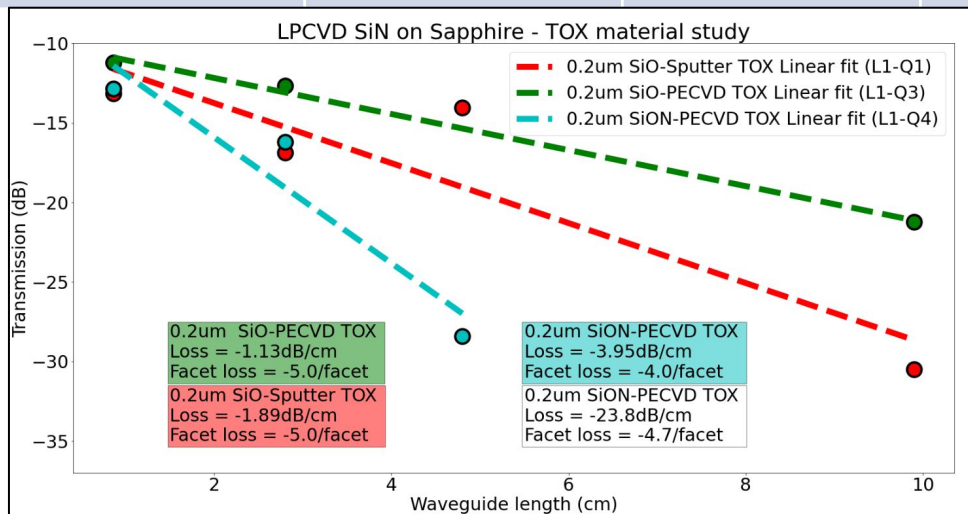 LPCVD SiN on Sapphire - TOX material study
0.2um SiO-Sputter TOX Linear fit (L1-Q1)
0.2um SiO-PECVD TOX Linear fit (L1-Q3)
0.2um SiON-PECVD TOX Linear fit (L1-Q4)
Transmission (dB)
−10
−15
−20
−25
−30
−35
0.2um  SiO-PECVD TOX
Loss = -1.13dB/cm
Facet loss = -5.0/facet
0.2um SiO-Sputter TOX
Loss = -1.89dB/cm
Facet loss = -5.0/facet
0.2um SiON-PECVD TOX
Loss = -3.95dB/cm
Facet loss = -4.0/facet
0.2um SiON-PECVD TOX
Loss = -23.8dB/cm
Facet loss = -4.7/facet
2
4
6
8
10
Waveguide length (cm)